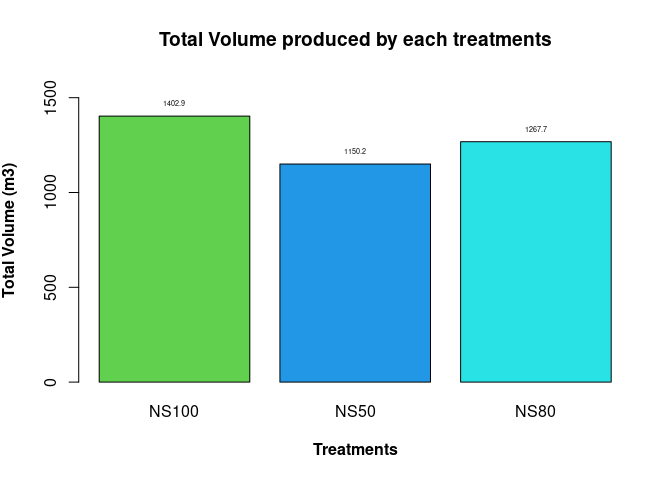 Total Volume produced by each treatments
Total Volume (m3)
1500
1000
500
0
1402.9
1150.2
1267.7
NS100
NS50
NS80
Treatments